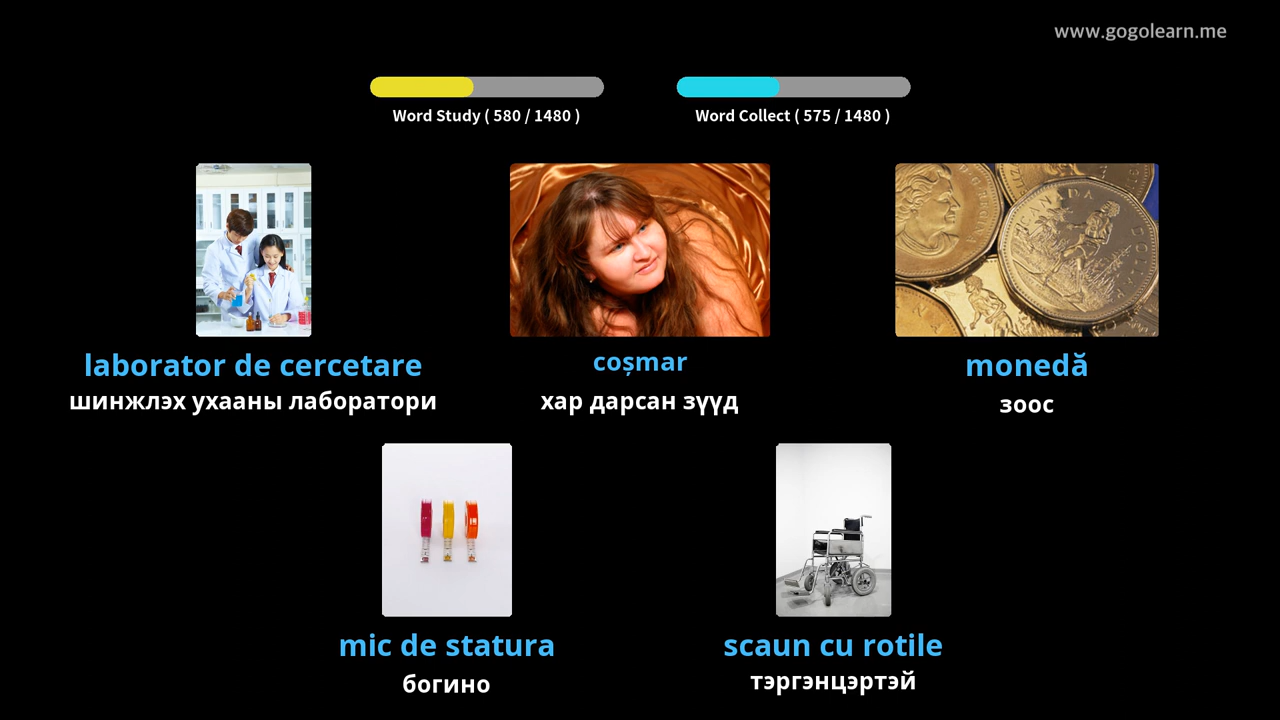 www.gogolearn.me
Word Study ( 580 / 1480 )
Word Collect ( 575 / 1480 )
laborator de cercetare
шинжлэх ухааны лаборатори
coșmar
хар дарсан зүүд
monedă
зоос
mic de statura
богино
scaun cu rotile
тэргэнцэртэй